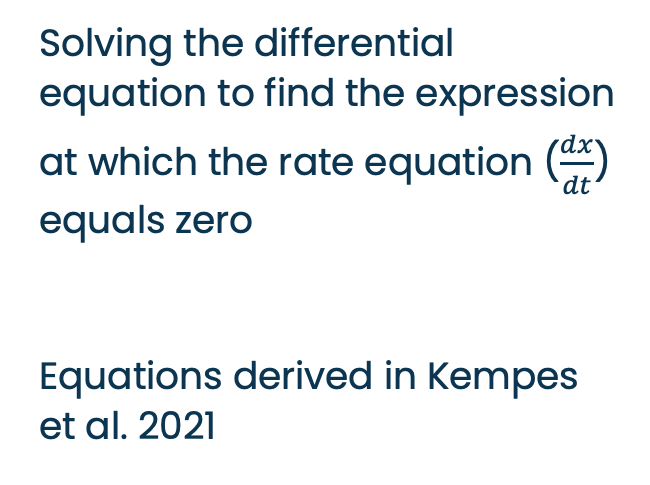 Solving the differential
equation to find the expression
at which the rate equation (dx/dt)
equals zero
Equations derived in Kempes
et al. 2021